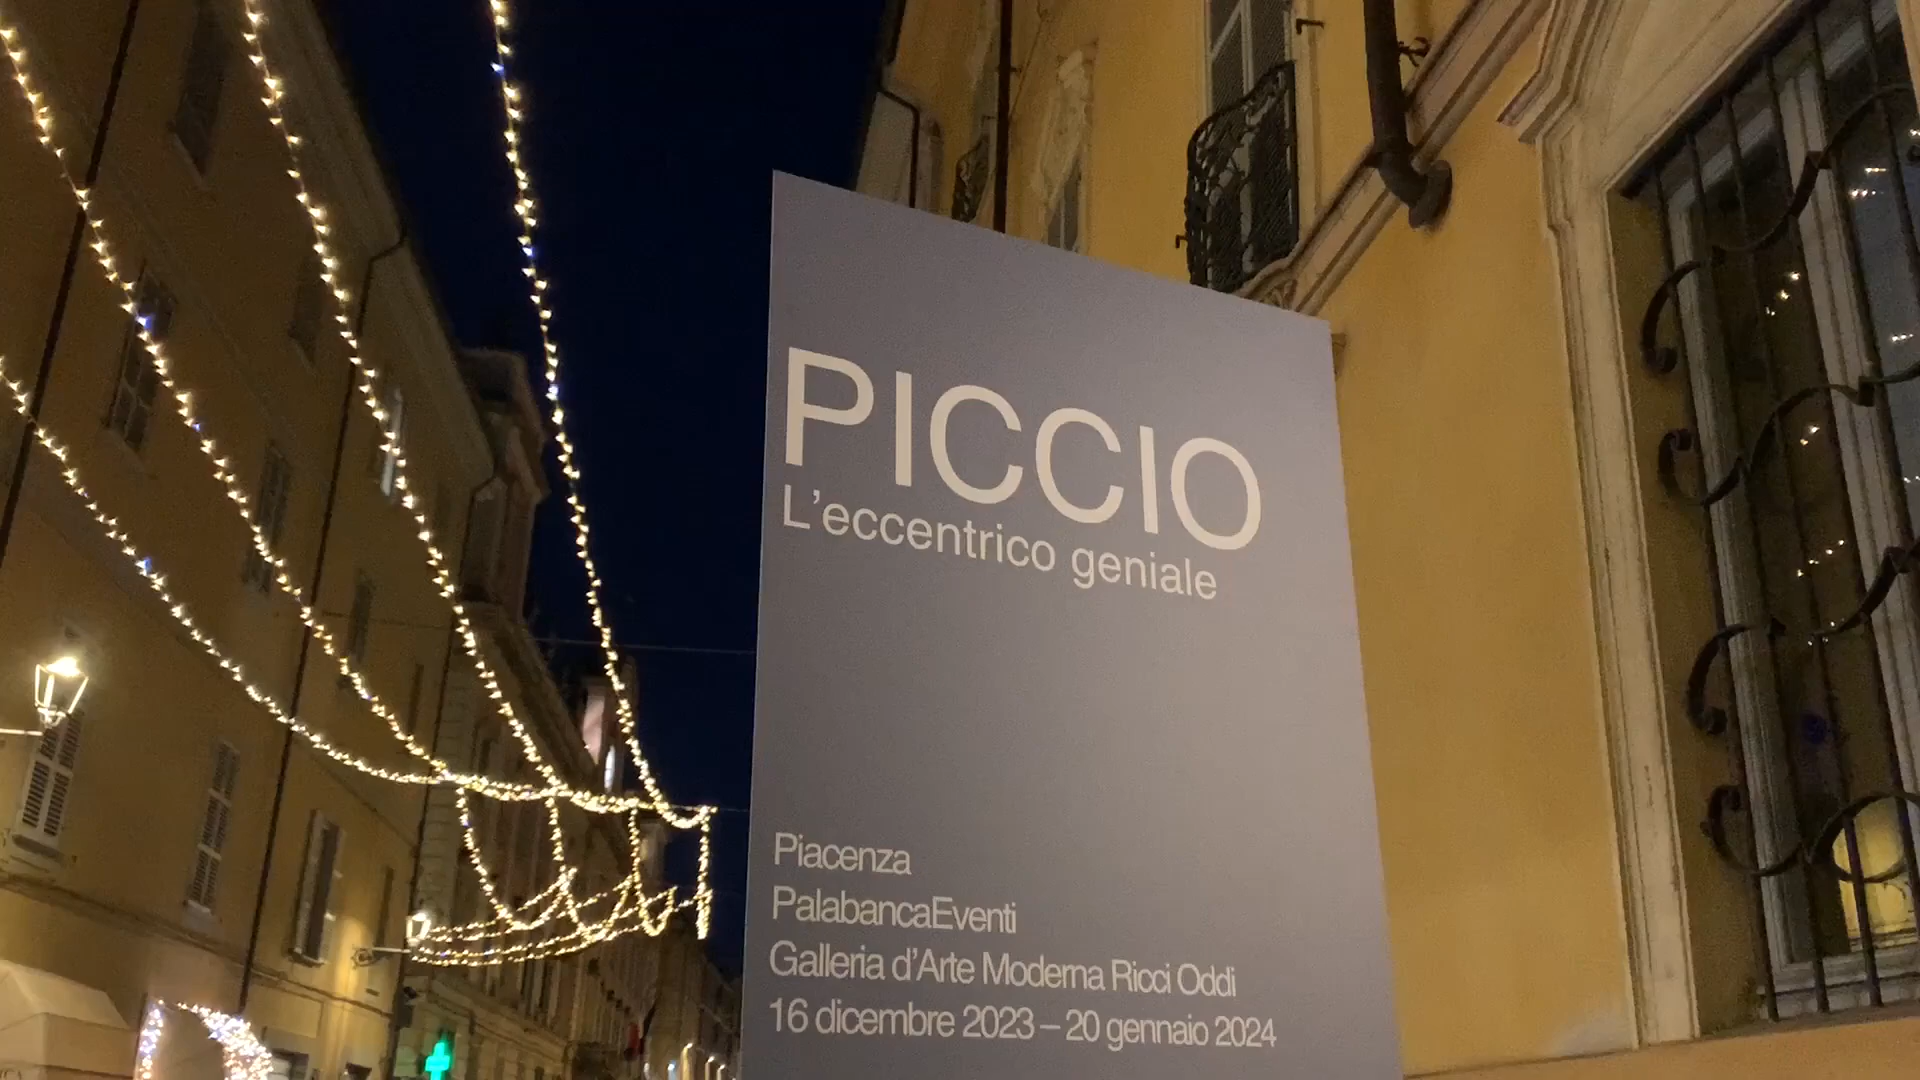 PICCIO
L'eccentrico geniale
Piacenza
PalabancaEventi
Galleria d'Arte Moderna Ricci Oddi
16 dicembre 2023 – 20 gennaio 2024